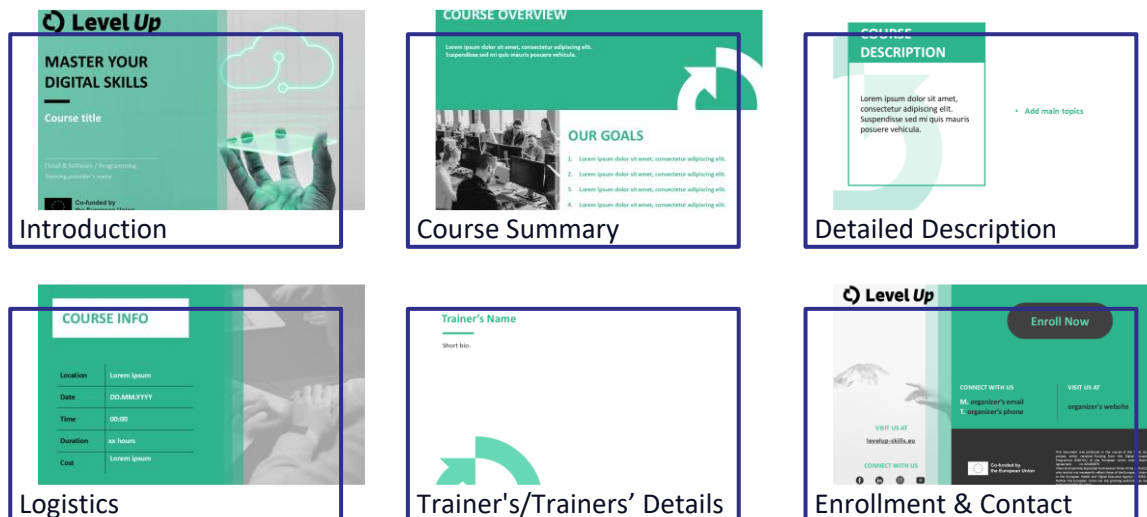 Level Up
MASTER YOUR
DIGITAL SKILLS
Course title
Cloud & Software / Programming
Training provider's name
Co-funded by
the European Union
Introduction
COURSE OVERVIEW
Lorem ipsum dolor sit amet, consectetur adipiscing elit.
Suspendisse sed mi quis mauris posuere vehicula.
OUR GOALS
1. Lorem ipsum dolor sit amet, consectetur adipiscing elit.
2. Lorem ipsum dolor sit amet, consectetur adipiscing elit.
3. Lorem ipsum dolor sit amet, consectetur adipiscing elit.
4. Lorem ipsum dolor sit amet, consectetur adipiscing elit.
Course Summary
COURSE
DESCRIPTION
Lorem ipsum dolor sit amet,
consectetur adipiscing elit.
Suspendisse sed mi quis mauris
posuere vehicula.
• Add main topics
Detailed Description
COURSE INFO
Location Lorem ipsum
Date DD.MM.YYYY
Time 00:00
Duration xx hours
Cost Lorem ipsum
Logistics
Trainer's Name
Short bio.
Trainer's/Trainers’ Details
Level Up
Enroll Now
CONNECT WITH US
M. organizer's email
T. organizer's phone
VISIT US AT
organizer's website
VISIT US AT
levelup-skills.eu
CONNECT WITH US
Co-funded by
the European Union
Enrollment & Contact